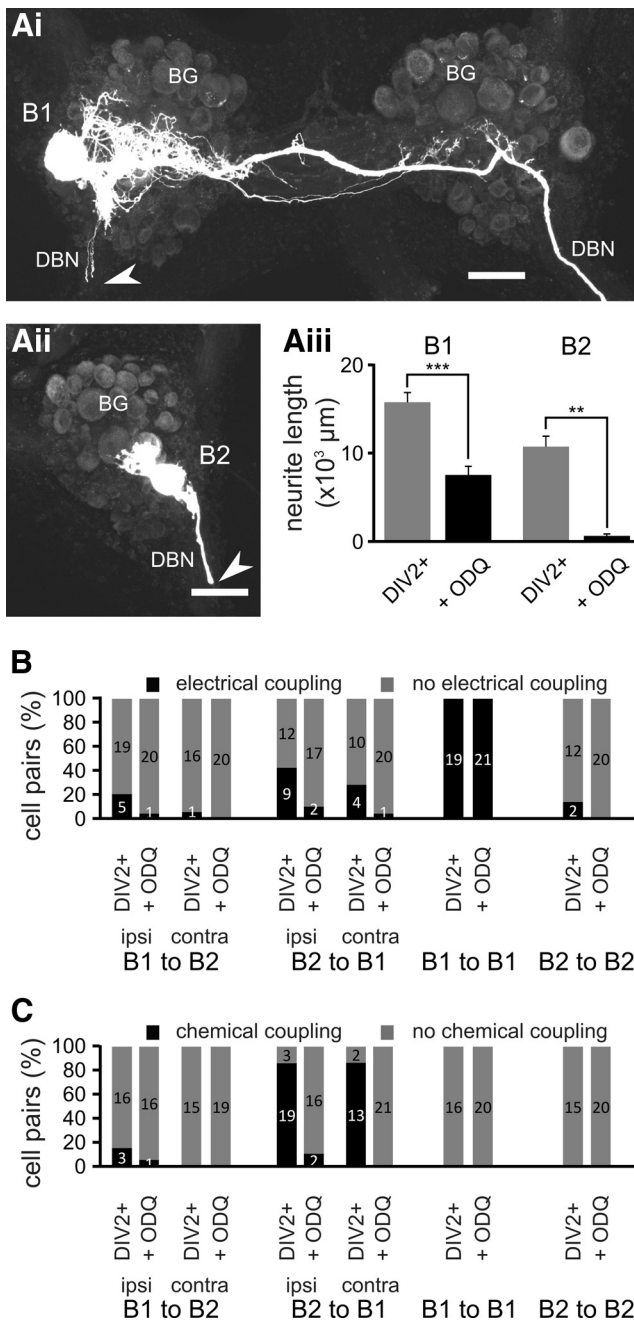 Ai
BG
BG
B1
DBN
DBN
Aii
BG
B2
DBN
Aiii
B1
B2
20
10
0
neurite length
(x10³ µm)
***
**
DIV2+
+ ODQ
DIV2+
+ ODQ
B
electrical coupling
no electrical coupling
100
80
60
40
20
0
cell pairs (%)
19
20
16
20
12
17
10
20
19
21
12
20
5
1
1
9
2
4
1
2
DIV2+
+ ODQ
DIV2+
+ ODQ
DIV2+
+ ODQ
DIV2+
+ ODQ
DIV2+
+ ODQ
DIV2+
+ ODQ
ipsi
contra
ipsi
contra
B1 to B2
B2 to B1
B1 to B1
B2 to B2
C
chemical coupling
no chemical coupling
100
80
60
40
20
0
cell pairs (%)
16
16
15
19
3
16
2
21
16
20
15
20
3
1
19
2
13
DIV2+
+ ODQ
DIV2+
+ ODQ
DIV2+
+ ODQ
DIV2+
+ ODQ
DIV2+
+ ODQ
DIV2+
+ ODQ
ipsi
contra
ipsi
contra
B1 to B2
B2 to B1
B1 to B1
B2 to B2